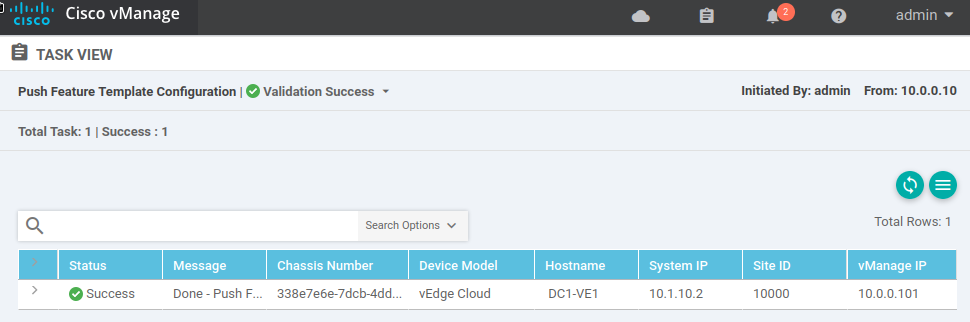 CISCO Cisco vManage 2 admin
TASK VIEW
Push Feature Template Configuration | Validation Success Initiated By: admin From: 10.0.0.10
Total Task: 1 | Success : 1
Search Options Total Rows: 1
Status Message Chassis Number Device Model Hostname System IP Site ID vManage IP
Success Done - Push F... 338e7e6e-7dcb-4dd... vEdge Cloud DC1-VE1 10.1.10.2 10000 10.0.0.101